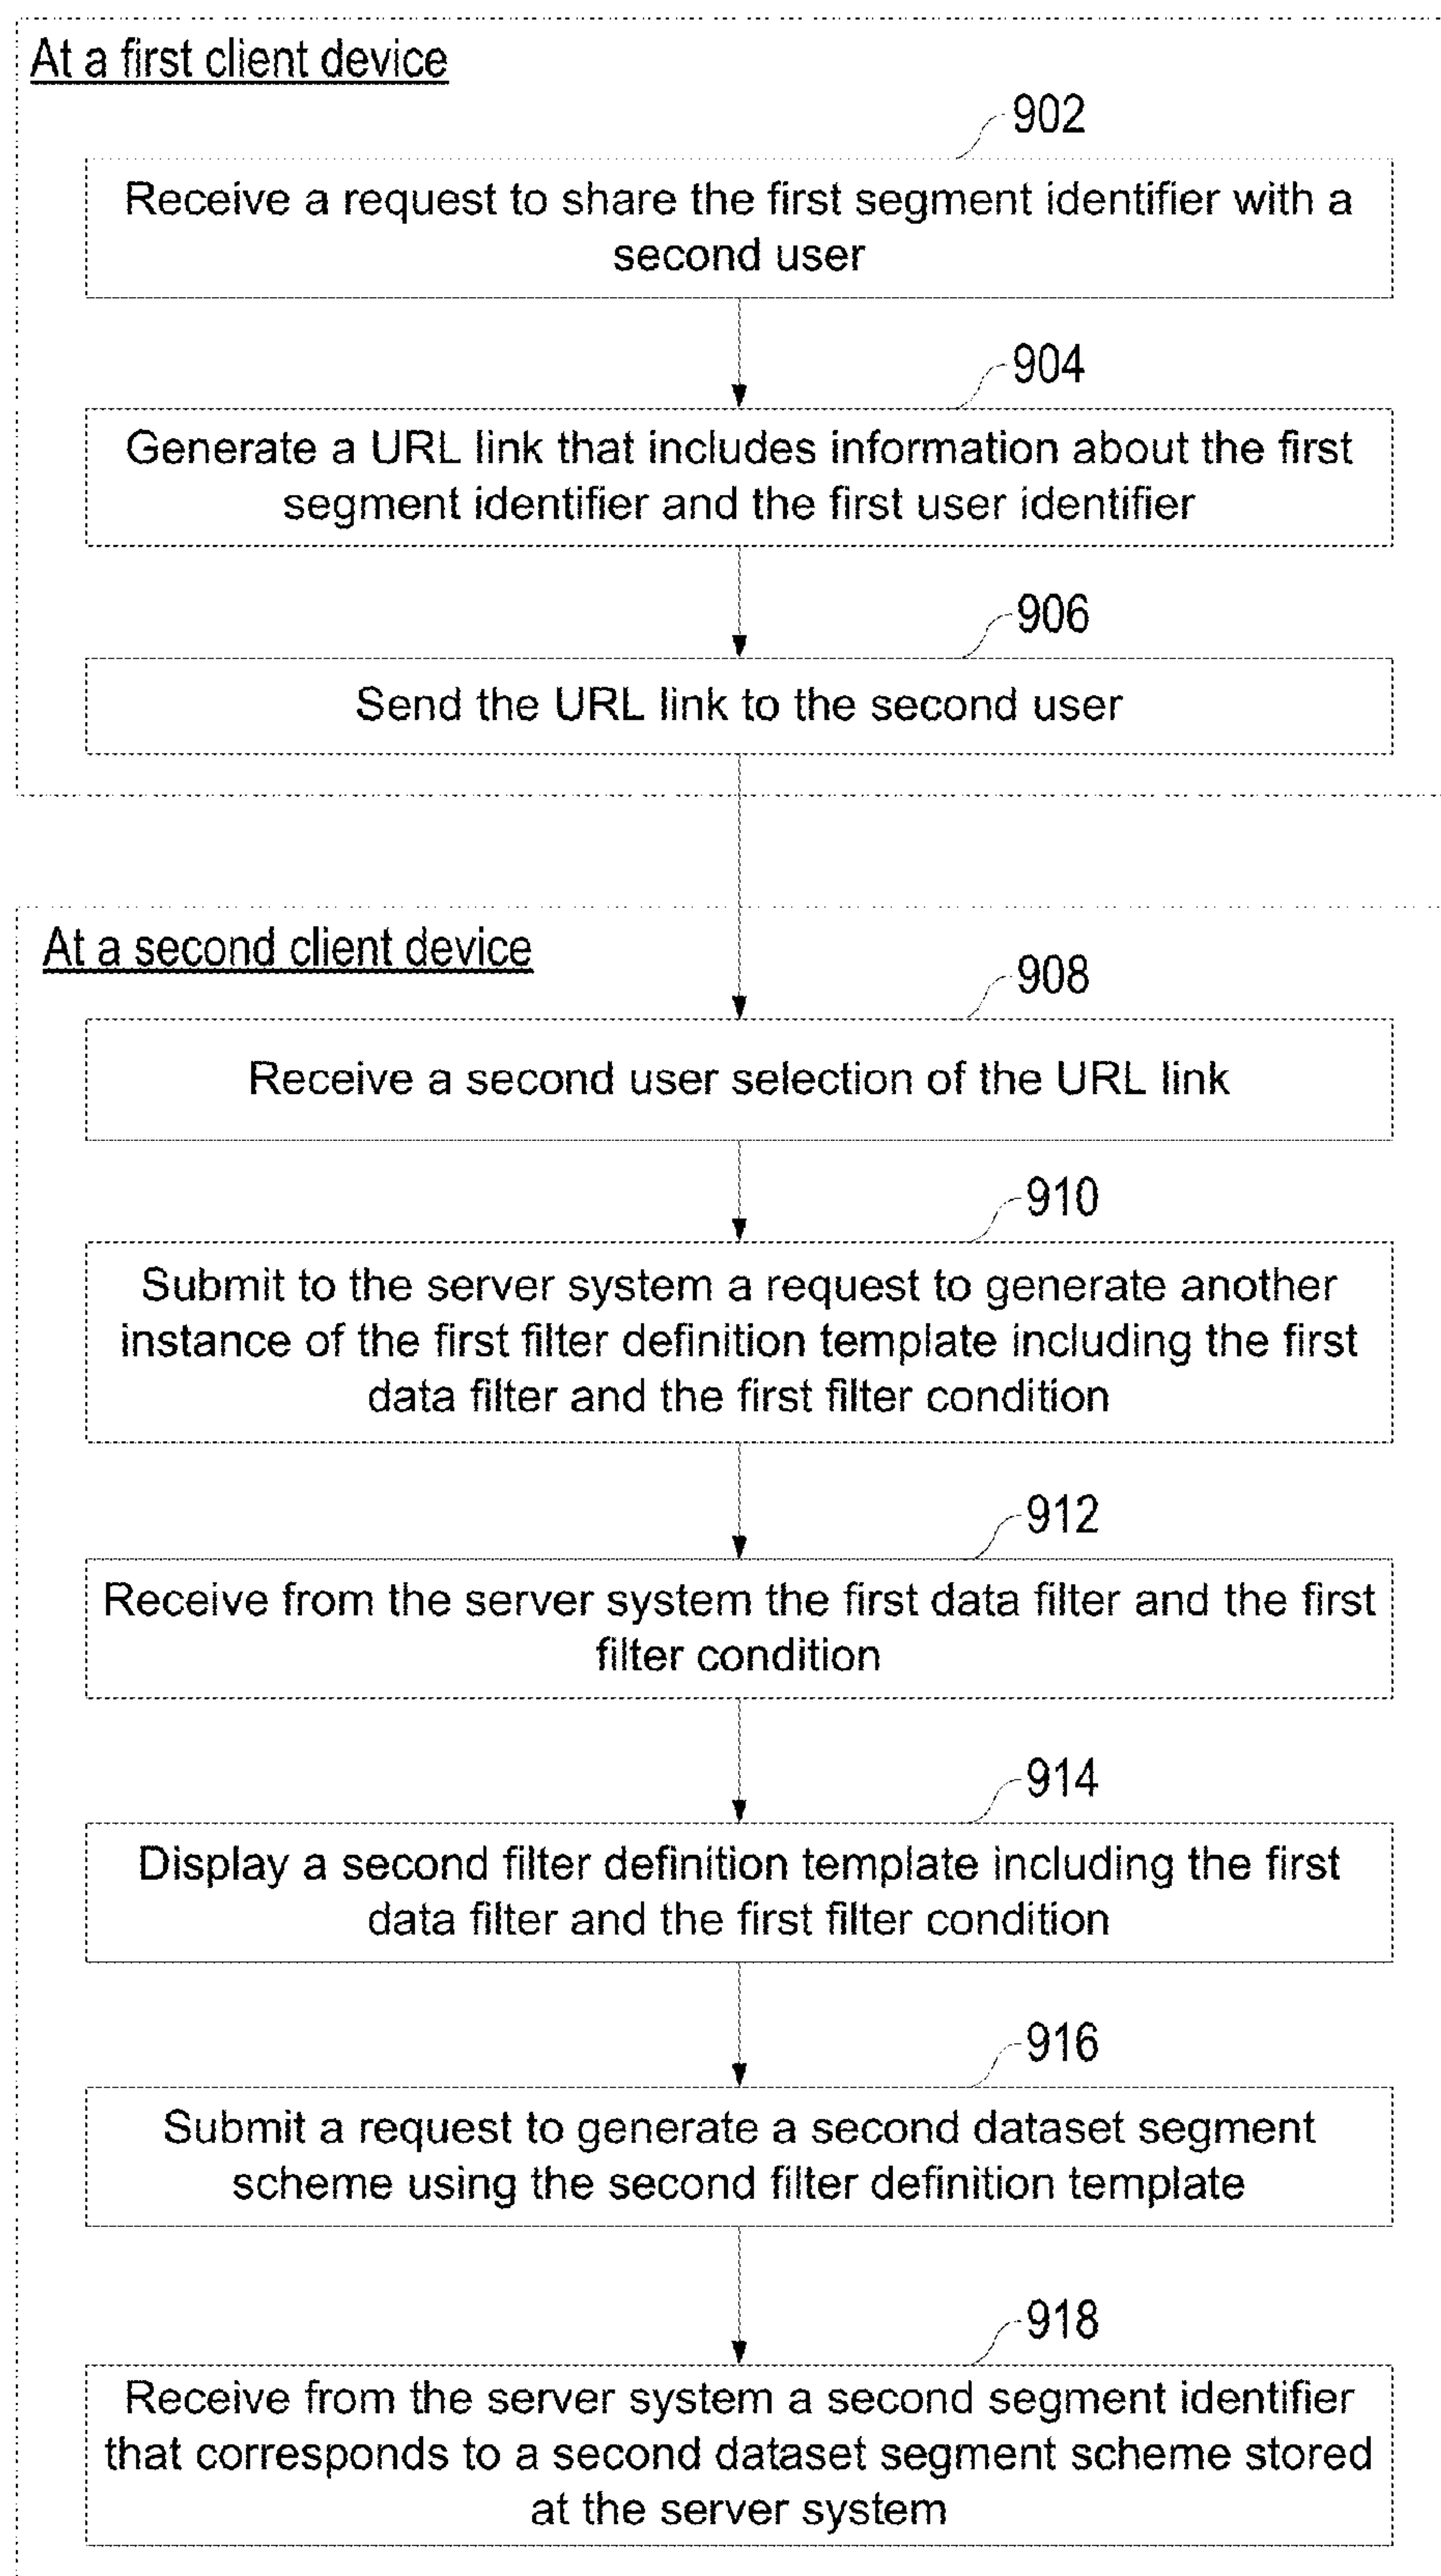 At a first client device
902
Receive a request to share the first segment identifier with a
second user
904
Generate a URL link that includes information about the first
segment identifier and the first user identifier
906
Send the URL link to the second user
At a second client device
908
Receive a second user selection of the URL link
910
Submit to the server system a request to generate another
instance of the first filter definition template including the first
data filter and the first filter condition
912
Receive from the server system the first data filter and the first
filter condition
914
Display a second filter definition template including the first
data filter and the first filter condition
916
Submit a request to generate a second dataset segment
scheme using the second filter definition template
918
Receive from the server system a second segment identifier
that corresponds to a second dataset segment scheme stored
at the server system